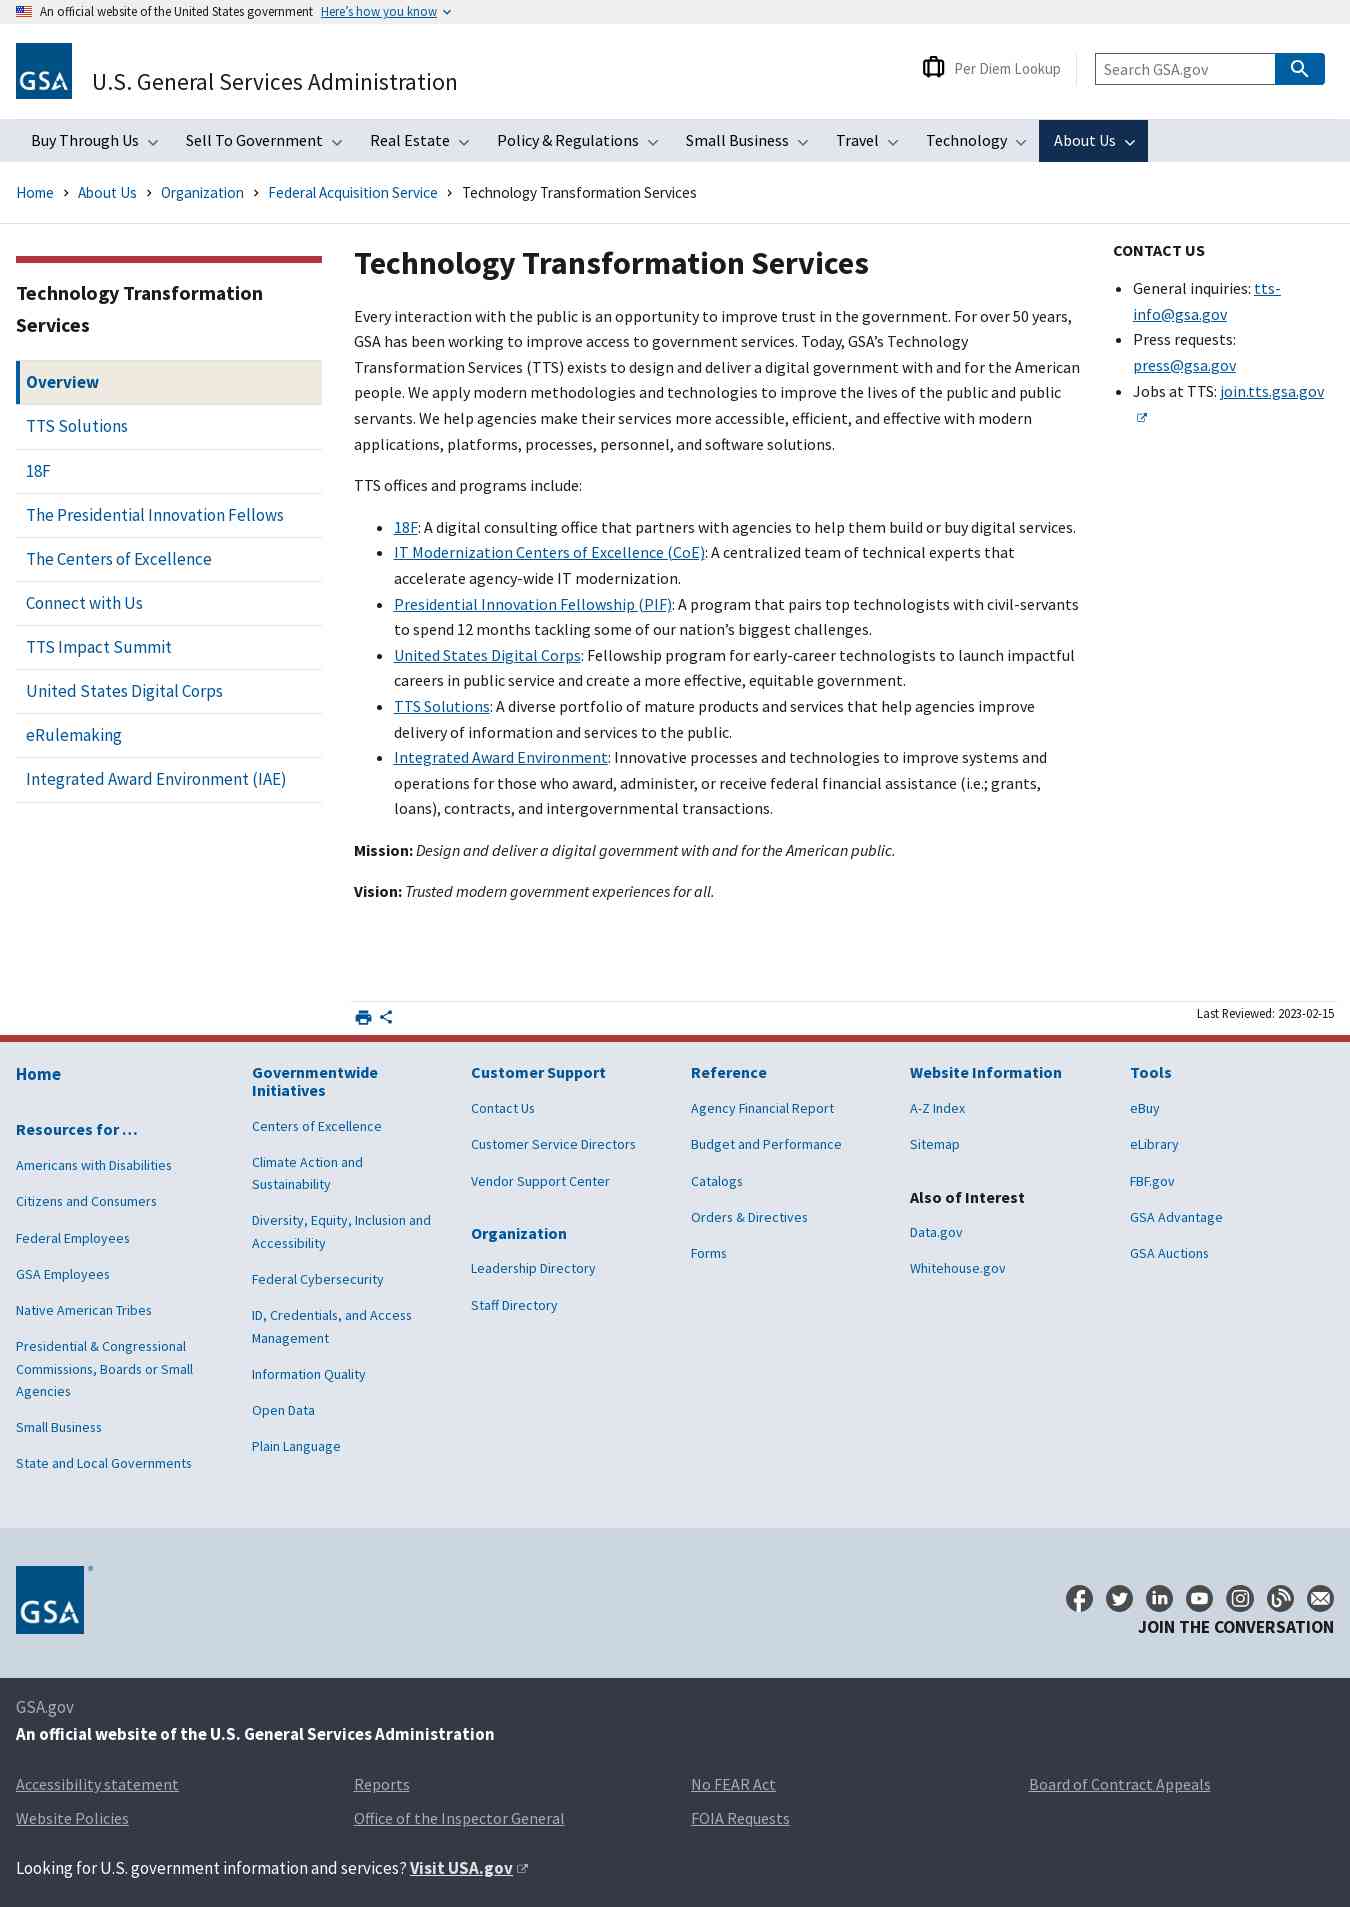 An official website of the United States government Here's how you know
GSA
U.S. General Services Administration
Per Diem Lookup
Search GSA.gov
Buy Through Us
Sell To Government
Real Estate
Policy & Regulations
Small Business
Travel
Technology
About Us
Home
About Us
Organization
Federal Acquisition Service
Technology Transformation Services
Technology Transformation
Services
Overview
TTS Solutions
18F
The Presidential Innovation Fellows
The Centers of Excellence
Connect with Us
TTS Impact Summit
United States Digital Corps
eRulemaking
Integrated Award Environment (IAE)
Technology Transformation Services
Every interaction with the public is an opportunity to improve trust in the government. For over 50 years,
GSA has been working to improve access to government services. Today, GSA’s Technology
Transformation Services (TTS) exists to design and deliver a digital government with and for the American
people. We apply modern methodologies and technologies to improve the lives of the public and public
servants. We help agencies make their services more accessible, efficient, and effective with modern
applications, platforms, processes, personnel, and software solutions.
TTS offices and programs include:
18F: A digital consulting office that partners with agencies to help them build or buy digital services.
IT Modernization Centers of Excellence (CoE): A centralized team of technical experts that
accelerate agency-wide IT modernization.
Presidential Innovation Fellowship (PIF): A program that pairs top technologists with civil-servants
to spend 12 months tackling some of our nation’s biggest challenges.
United States Digital Corps: Fellowship program for early-career technologists to launch impactful
careers in public service and create a more effective, equitable government.
TTS Solutions: A diverse portfolio of mature products and services that help agencies improve
delivery of information and services to the public.
Integrated Award Environment: Innovative processes and technologies to improve systems and
operations for those who award, administer, or receive federal financial assistance (i.e.; grants,
loans), contracts, and intergovernmental transactions.
Mission: Design and deliver a digital government with and for the American public.
Vision: Trusted modern government experiences for all.
CONTACT US
General inquiries: tts-
info@gsa.gov
Press requests:
press@gsa.gov
Jobs at TTS: join.tts.gsa.gov
Last Reviewed: 2023-02-15
Home
Resources for …
Americans with Disabilities
Citizens and Consumers
Federal Employees
GSA Employees
Native American Tribes
Presidential & Congressional
Commissions, Boards or Small
Agencies
Small Business
State and Local Governments
Governmentwide
Initiatives
Centers of Excellence
Climate Action and
Sustainability
Diversity, Equity, Inclusion and
Accessibility
Federal Cybersecurity
ID, Credentials, and Access
Management
Information Quality
Open Data
Plain Language
Customer Support
Contact Us
Customer Service Directors
Vendor Support Center
Organization
Leadership Directory
Staff Directory
Reference
Agency Financial Report
Budget and Performance
Catalogs
Orders & Directives
Forms
Website Information
A-Z Index
Sitemap
Also of Interest
Data.gov
Whitehouse.gov
Tools
eBuy
eLibrary
FBF.gov
GSA Advantage
GSA Auctions
GSA
JOIN THE CONVERSATION
GSA.gov
An official website of the U.S. General Services Administration
Accessibility statement
Reports
No FEAR Act
Board of Contract Appeals
Website Policies
Office of the Inspector General
FOIA Requests
Looking for U.S. government information and services? Visit USA.gov